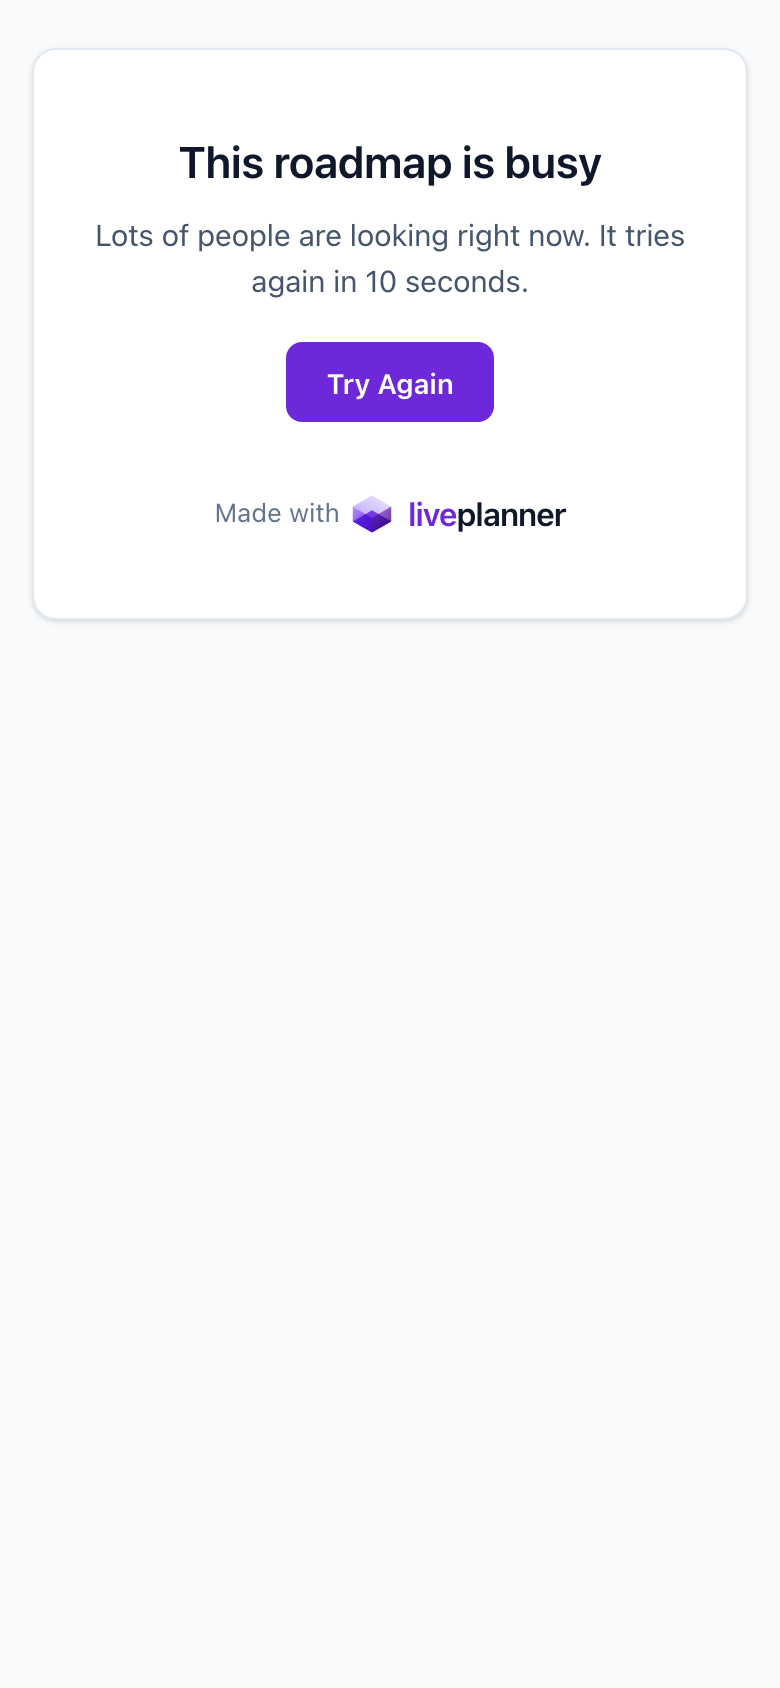 This roadmap is busy
Lots of people are looking right now. It tries
again in 10 seconds.
Try Again
Made with liveplanner